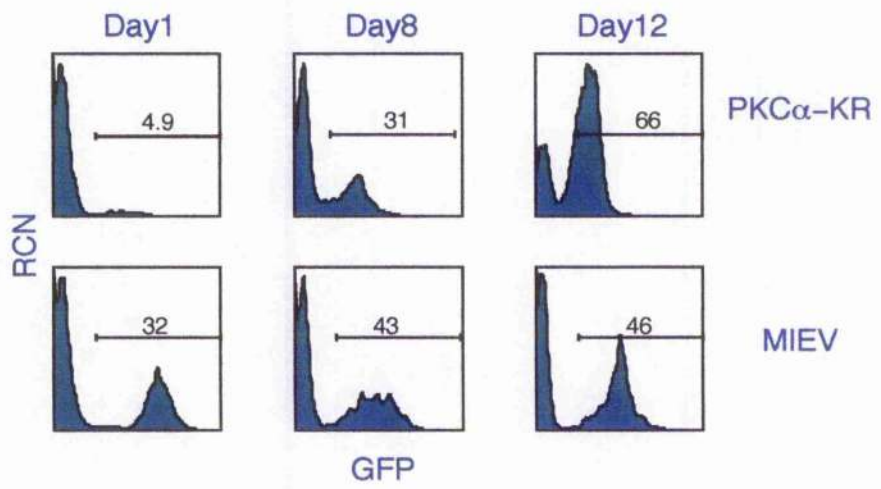 Day1 Day8 Day12
4.9 31 66 PKCα-KR
RCN
32 43 46 MIEV
GFP